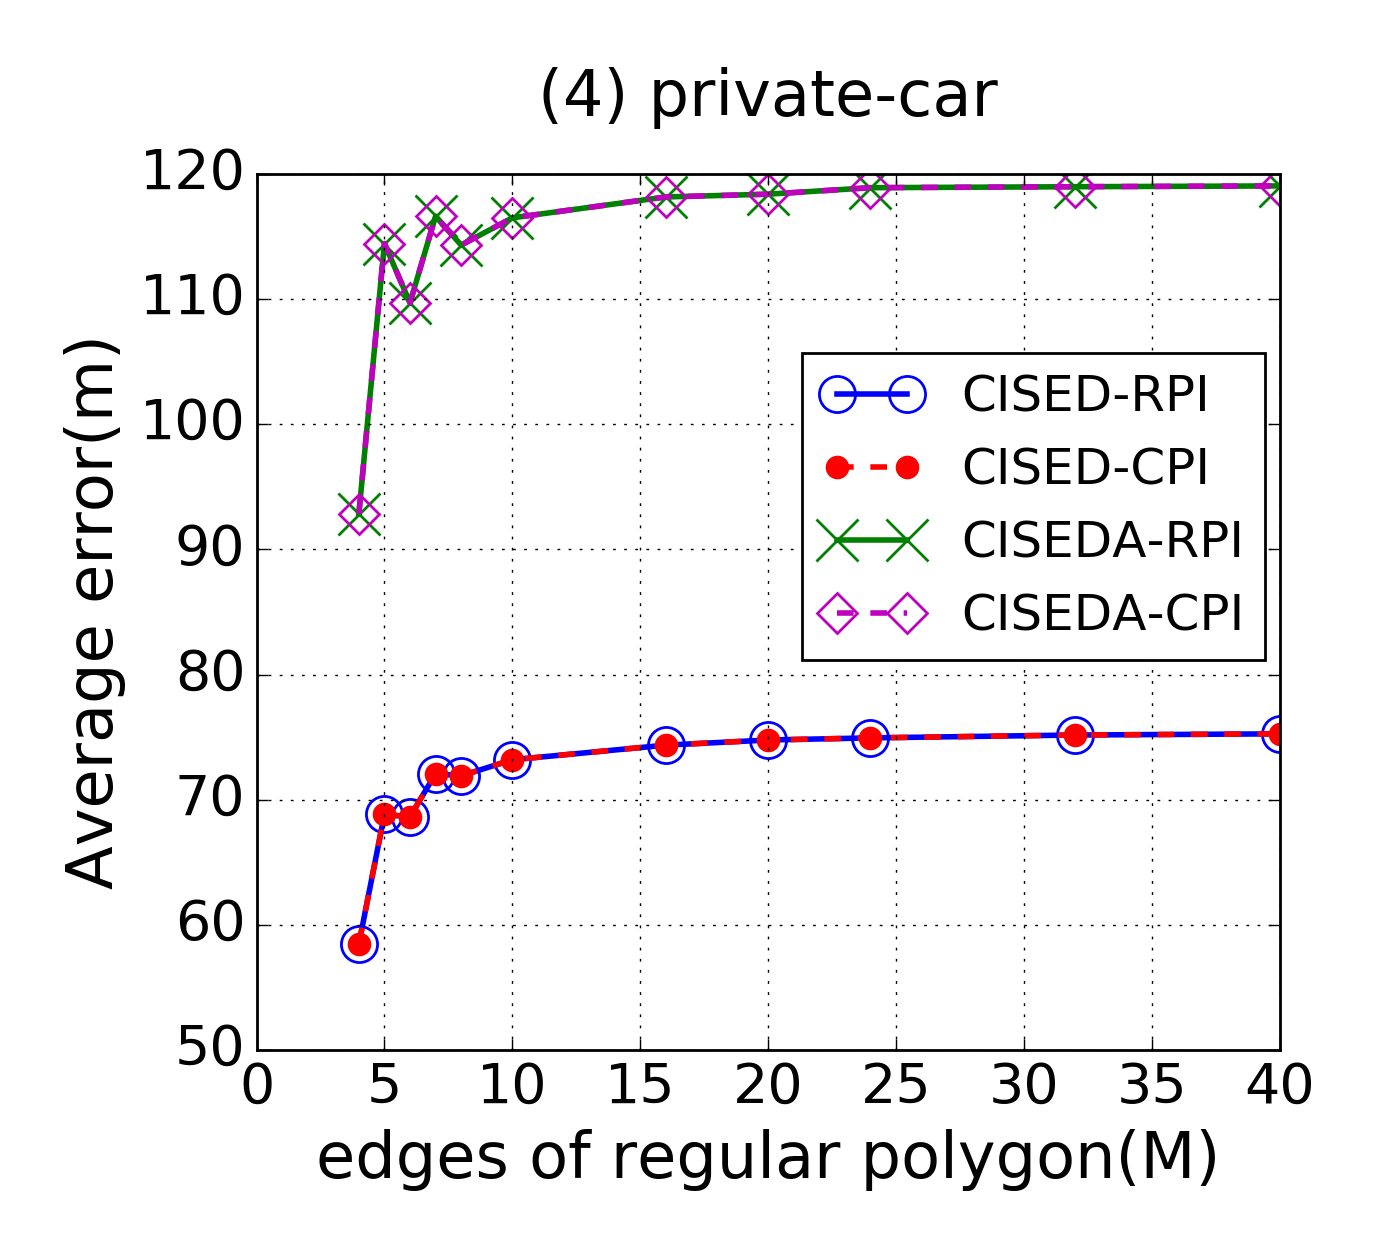 (4) private-car
120
110
100
90
80
70
60
50
Average error(m)
CISED-RPI
CISED-CPI
CISEDA-RPI
CISEDA-CPI
0 5 10 15 20 25 30 35 40
edges of regular polygon(M)